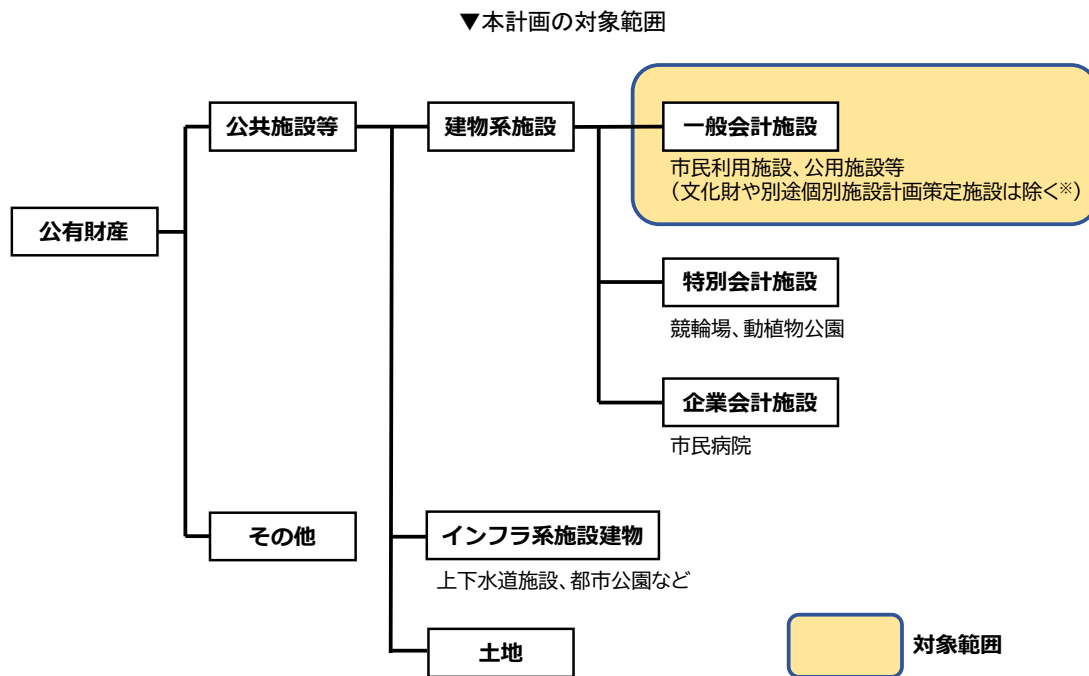 ▼本計画の対象範囲
公共施設等
建物系施設
一般会計施設
市民利用施設、公用施設等
(文化財や別途個別施設計画策定施設は除く※)
公有財産
特別会計施設
競輪場、動植物公園
企業会計施設
市民病院
その他
インフラ系施設建物
上下水道施設、都市公園など
土地
対象範囲